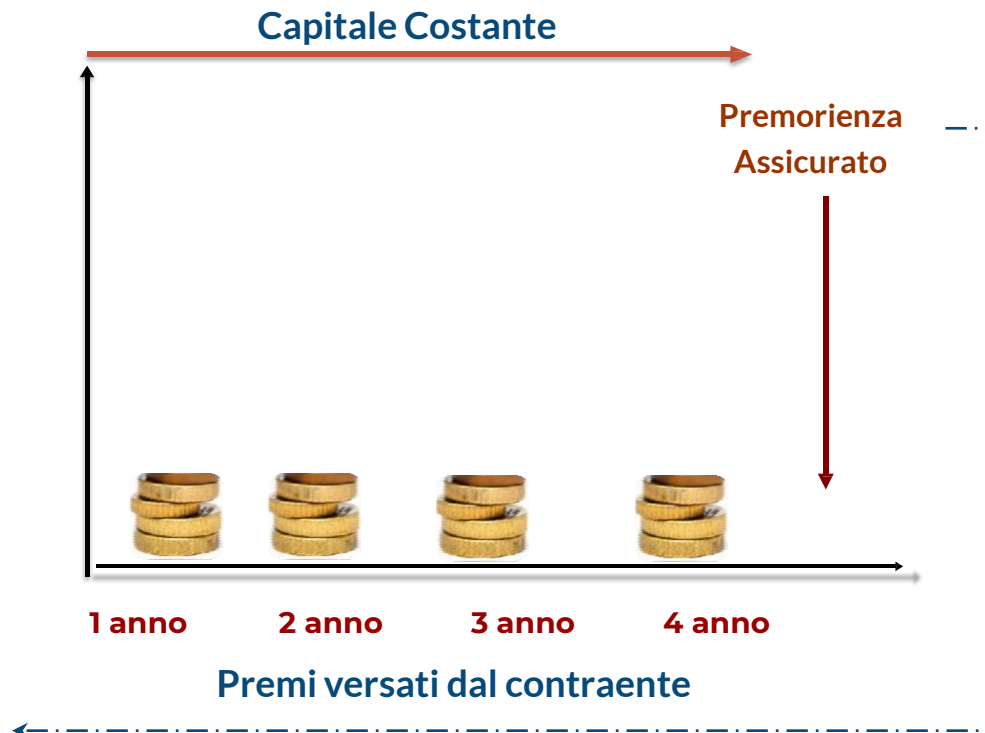 Capitale Costante
Premorienza
Assicurato
1 anno 2 anno 3 anno 4 anno
Premi versati dal contraente